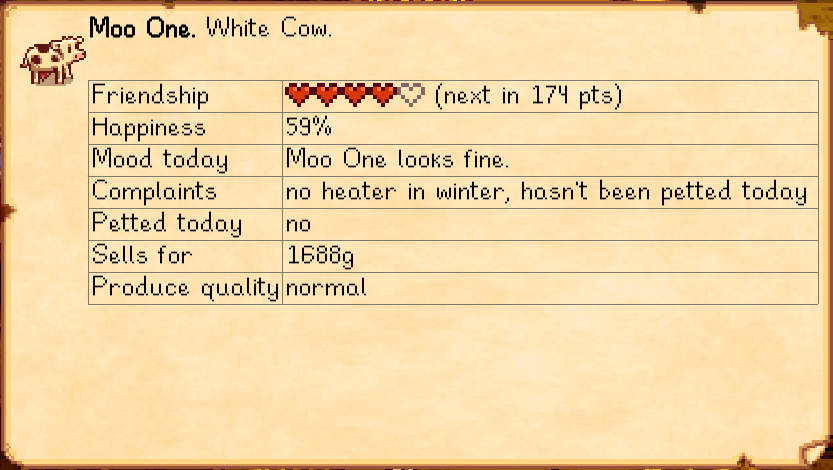 Moo One. White Cow.
Friendship (next in 174 pts)
Happiness 59%
Mood today Moo One looks fine.
Complaints no heater in winter, hasn't been petted today
Petted today no
Sells for 1688g
Produce quality normal